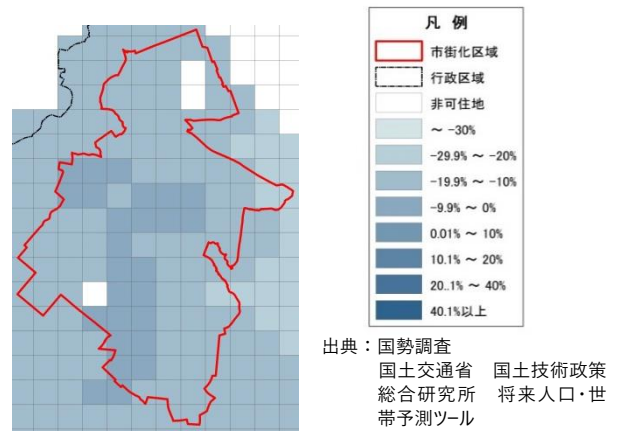 凡 例
市街化区域
行政区域
非可住地
～ -30%
-29.9% ～ -20%
-19.9% ～ -10%
-9.9% ～ 0%
0.01% ～ 10%
10.1% ～ 20%
20..1% ～ 40%
40.1%以上
出典：国勢調査
国土交通省　国土技術政策
総合研究所　将来人口・世
帯予測ツール